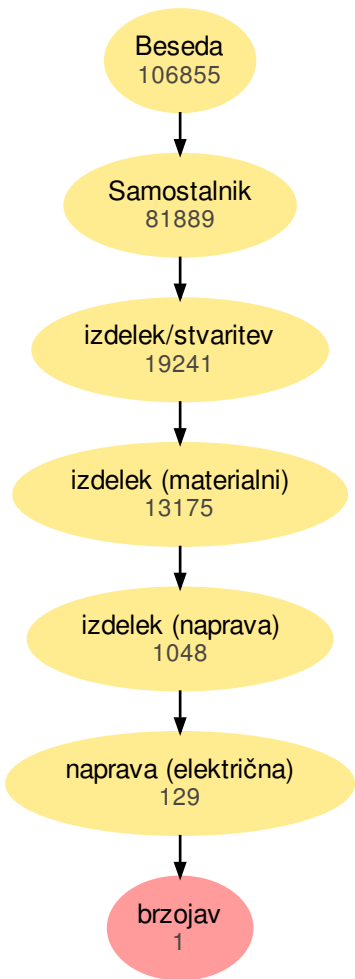 Beseda
106855
Samostalnik
81889
izdelek/stvaritev
19241
izdelek (materialni)
13175
izdelek (naprava)
1048
naprava (električna)
129
brzojav
1